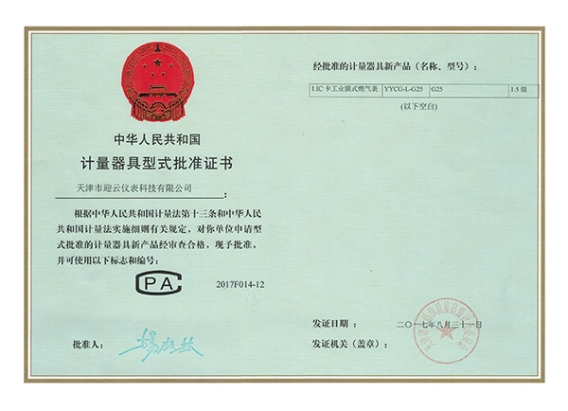 中华人民共和国
计量器具型式批准证书
天津市迎云仪表科技有限公司：
根据中华人民共和国计量法第十三条和中华人民
共和国计量法实施细则有关规定，对你单位申请型
式批准的计量器具新产品经审查合格，现予批准，
并可使用以下标志和编号：
CPA 2017F014-12
批准人：
经批准的计量器具新产品（名称、型号）：
1.IC 卡工业膜式燃气表 YYCG-L-G25 G25 1.5 级
(以下空白)
发证日期： 二〇一七年八月三十一日
发证机关（盖章）：